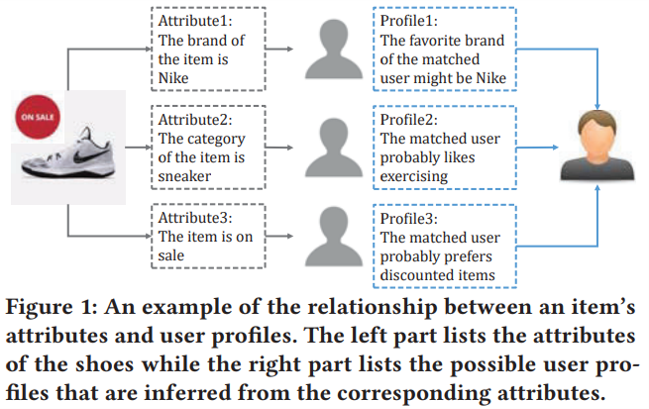 ON SALE
Attribute1:
The brand of
the item is
Nike
Profile1:
The favorite brand
of the matched
user might be Nike
Attribute2:
The category
of the item is
sneaker
Profile2:
The matched user
probably likes
exercising
Attribute3:
The item is on
sale
Profile3:
The matched user
probably prefers
discounted items
Figure 1: An example of the relationship between an item's
attributes and user profiles. The left part lists the attributes
of the shoes while the right part lists the possible user pro-
files that are inferred from the corresponding attributes.